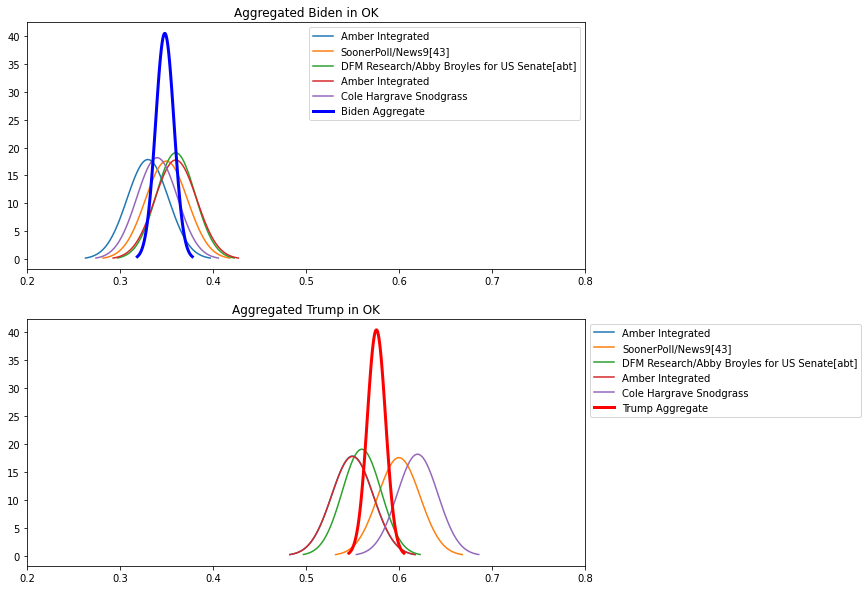 Aggregated Biden in OK
40
35
30
25
20
15
10
5
0
0.2 0.3 0.4 0.5 0.6 0.7 0.8
Amber Integrated
SoonerPoll/News9[43]
DFM Research/Abby Broyles for US Senate[abt]
Amber Integrated
Cole Hargrave Snodgrass
Biden Aggregate
Aggregated Trump in OK
40
35
30
25
20
15
10
5
0
0.2 0.3 0.4 0.5 0.6 0.7 0.8
Amber Integrated
SoonerPoll/News9[43]
DFM Research/Abby Broyles for US Senate[abt]
Amber Integrated
Cole Hargrave Snodgrass
Trump Aggregate